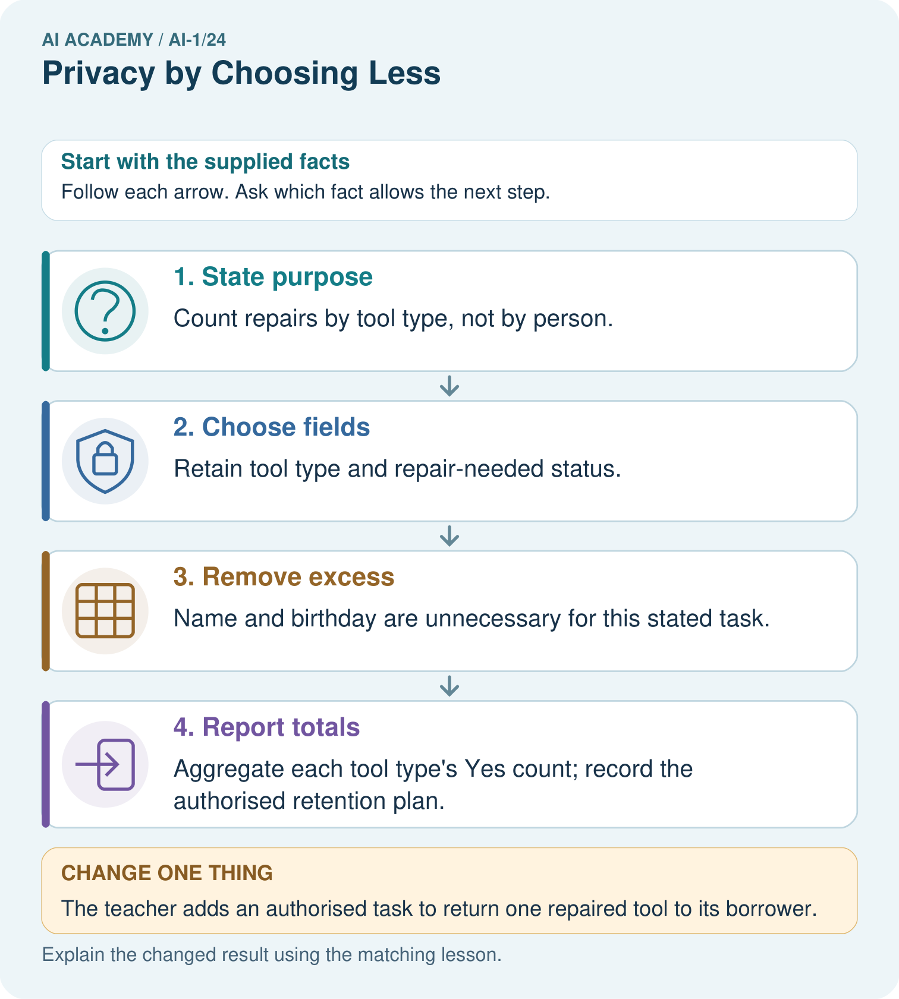 AI ACADEMY / AI-1/24
Privacy by Choosing Less
Start with the supplied facts
Follow each arrow. Ask which fact allows the next step.
1. State purpose
Count repairs by tool type, not by person.
2. Choose fields
Retain tool type and repair-needed status.
3. Remove excess
Name and birthday are unnecessary for this stated task.
4. Report totals
Aggregate each tool type's Yes count; record the
authorised retention plan.
CHANGE ONE THING
The teacher adds an authorised task to return one repaired tool to its borrower.
Explain the changed result using the matching lesson.